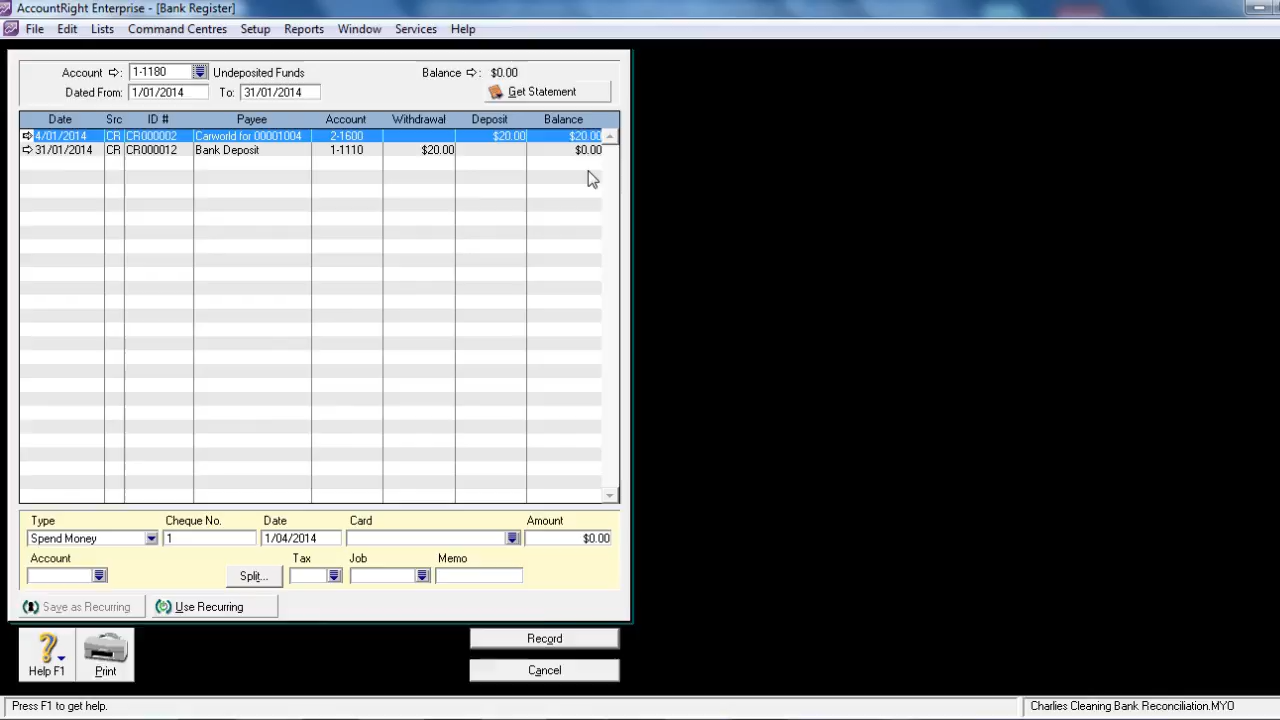 AccountRight Enterprise - [Bank Register]
File Edit Lists Command Centres Setup Reports Window Services Help
Account 1-1180 Undeposited Funds Balance : $0.00
Dated From: 1/01/2014 To: 31/01/2014 Get Statement
Date Src ID # Payee Account Withdrawal Deposit Balance
4/01/2014 CR CR000002 Carworld for 00001004 2-1600 $20.00 $20.00
31/01/2014 CR CR000012 Bank Deposit 1-1110 $20.00 $0.00
Type Cheque No. Date Card Amount
Spend Money 1 1/04/2014 $0.00
Account Tax Job Memo
Split...
Save as Recurring Use Recurring
Record
Help F1 Print Cancel
Press F1 to get help. Charlies Cleaning Bank Reconciliation.MYO